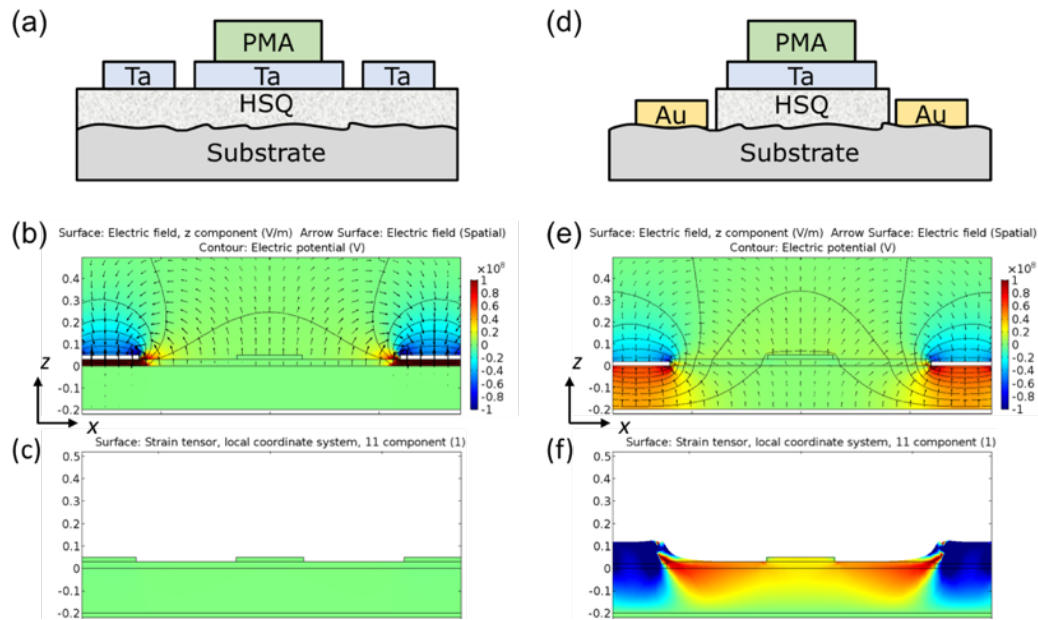 (a)
PMA
Ta Ta Ta
HSQ
Substrate
(d)
PMA
Ta
HSQ
Au Au
Substrate
(b)
Surface: Electric field, z component (V/m) Arrow Surface: Electric field (Spatial)
Contour: Electric potential (V)
×10⁸
0.4
0.3
0.2
0.1
0
-0.1
-0.2
1
0.8
0.6
0.4
0.2
0
-0.2
-0.4
-0.6
-0.8
-1
z
x
(e)
Surface: Electric field, z component (V/m) Arrow Surface: Electric field (Spatial)
Contour: Electric potential (V)
×10⁸
0.4
0.3
0.2
0.1
0
-0.1
-0.2
1
0.8
0.6
0.4
0.2
0
-0.2
-0.4
-0.6
-0.8
-1
z
x
(c)
Surface: Strain tensor, local coordinate system, 11 component (1)
0.5
0.4
0.3
0.2
0.1
0
-0.1
-0.2
(f)
Surface: Strain tensor, local coordinate system, 11 component (1)
0.5
0.4
0.3
0.2
0.1
0
-0.1
-0.2